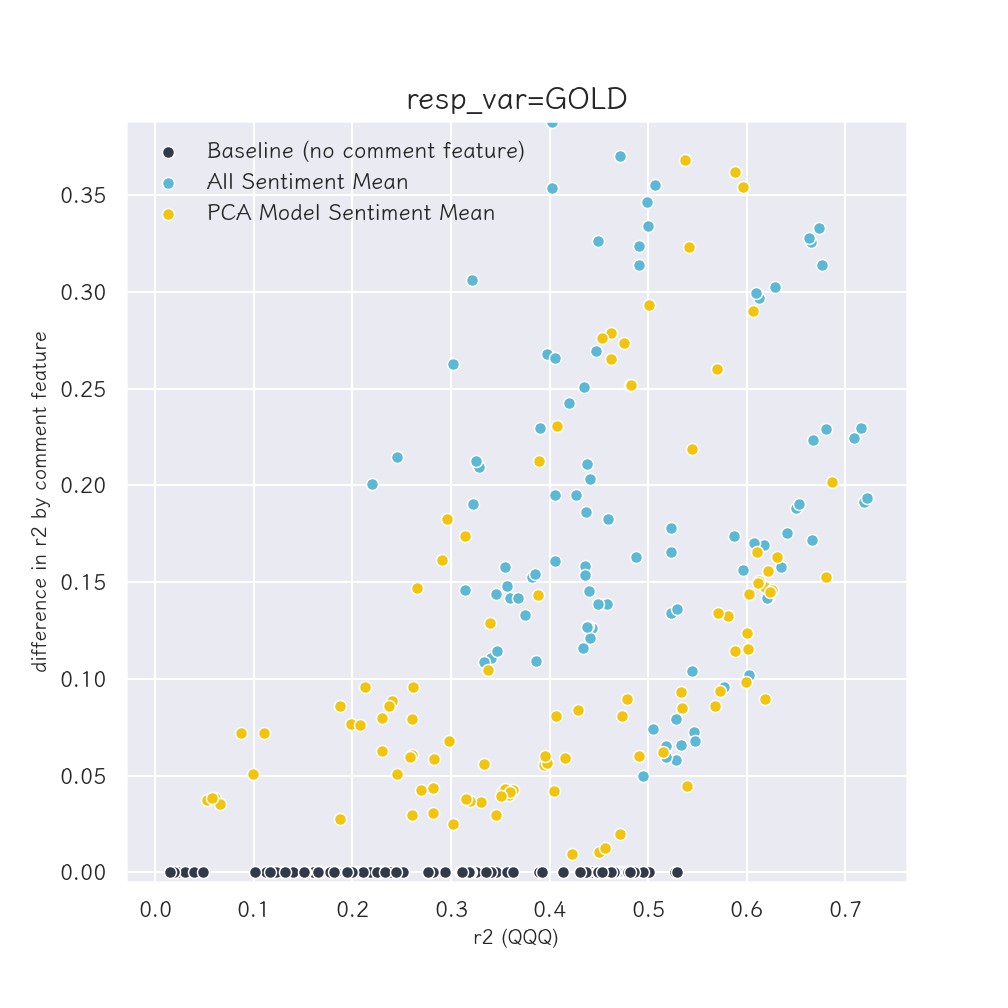 resp_var=GOLD
Baseline (no comment feature)
All Sentiment Mean
PCA Model Sentiment Mean
difference in r2 by comment feature
0.35
0.30
0.25
0.20
0.15
0.10
0.05
0.00
0.0 0.1 0.2 0.3 0.4 0.5 0.6 0.7
r2 (QQQ)